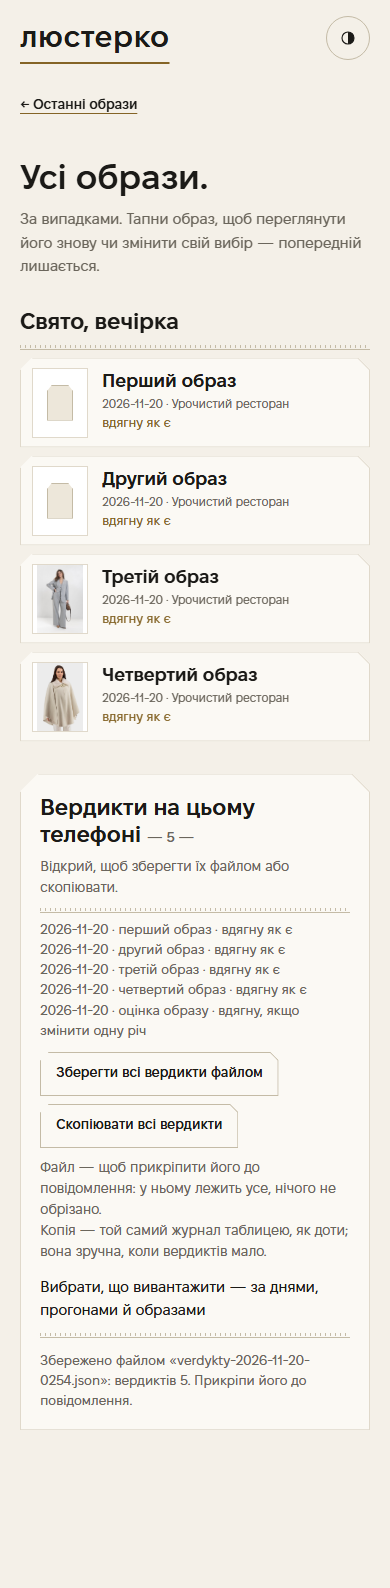 люстерко
← Останні образи
Усі образи.
За випадками. Тапни образ, щоб переглянути
його знову чи змінити свій вибір — попередній
лишається.
Свято, вечірка
Перший образ
2026-11-20 · Урочистий ресторан
вдягну як є
Другий образ
2026-11-20 · Урочистий ресторан
вдягну як є
Третій образ
2026-11-20 · Урочистий ресторан
вдягну як є
Четвертий образ
2026-11-20 · Урочистий ресторан
вдягну як є
Вердикти на цьому
телефоні — 5 —
Відкрий, щоб зберегти їх файлом або
скопіювати.
2026-11-20 · перший образ · вдягну як є
2026-11-20 · другий образ · вдягну як є
2026-11-20 · третій образ · вдягну як є
2026-11-20 · четвертий образ · вдягну як є
2026-11-20 · оцінка образу · вдягну, якщо
змінити одну річ
Зберегти всі вердикти файлом
Скопіювати всі вердикти
Файл — щоб прикріпити його до
повідомлення: у ньому лежить усе, нічого не
обрізано.
Копія — той самий журнал таблицею, як доти;
вона зручна, коли вердиктів мало.
Вибрати, що вивантажити — за днями,
прогонами й образами
Збережено файлом «verdykty-2026-11-20-
0254.json»: вердиктів 5. Прикріпи його до
повідомлення.